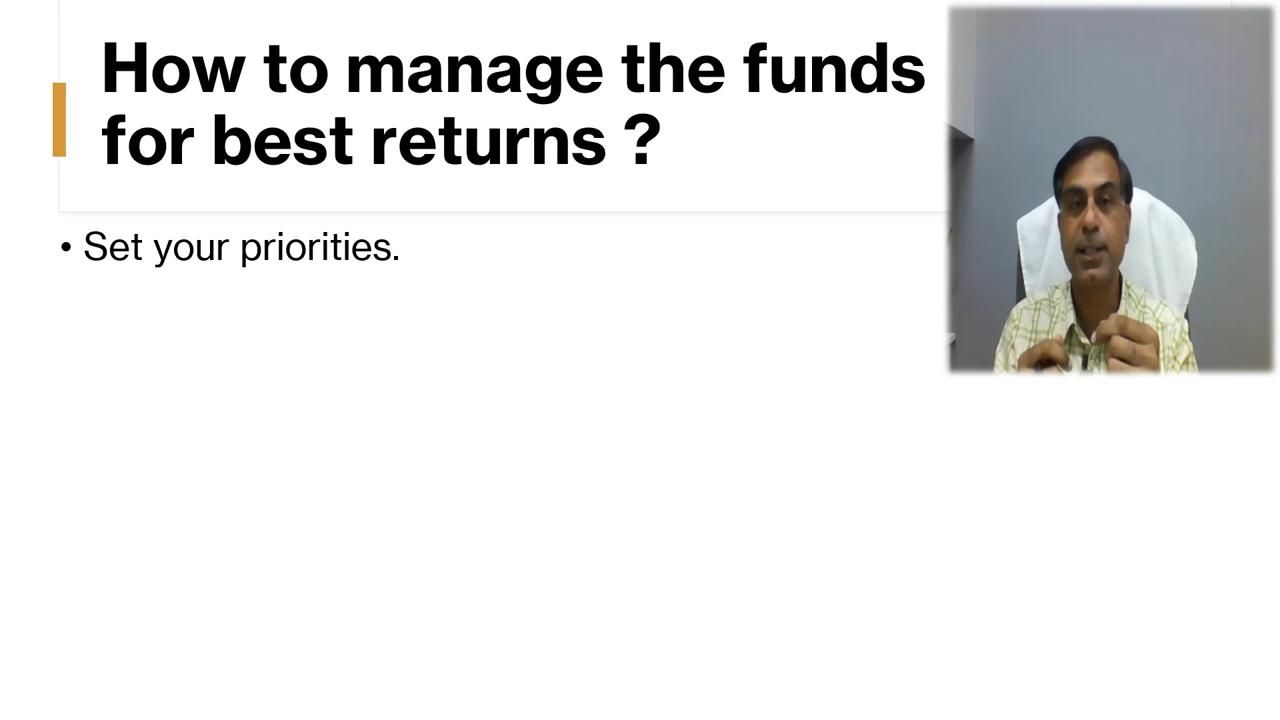 How to manage the funds
for best returns ?
• Set your priorities.